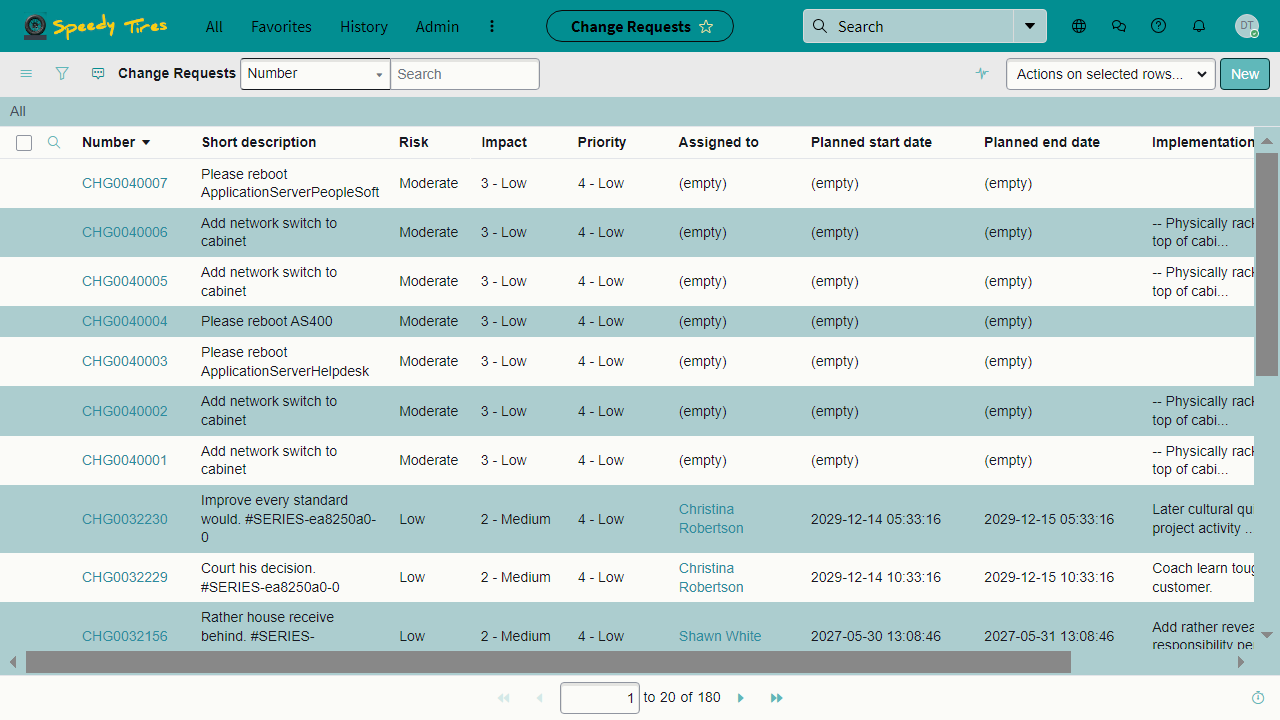 Speedy Tires All Favorites History Admin Change Requests Search DT
Change Requests Number Search Actions on selected rows... New
All
Number Short description Risk Impact Priority Assigned to Planned start date Planned end date Implementation
CHG0040007 Please reboot ApplicationServerPeopleSoft Moderate 3 - Low 4 - Low (empty) (empty) (empty)
CHG0040006 Add network switch to cabinet Moderate 3 - Low 4 - Low (empty) (empty) (empty) -- Physically rack top of cabi...
CHG0040005 Add network switch to cabinet Moderate 3 - Low 4 - Low (empty) (empty) (empty) -- Physically rack top of cabi...
CHG0040004 Please reboot AS400 Moderate 3 - Low 4 - Low (empty) (empty) (empty)
CHG0040003 Please reboot ApplicationServerHelpdesk Moderate 3 - Low 4 - Low (empty) (empty) (empty)
CHG0040002 Add network switch to cabinet Moderate 3 - Low 4 - Low (empty) (empty) (empty) -- Physically rack top of cabi...
CHG0040001 Add network switch to cabinet Moderate 3 - Low 4 - Low (empty) (empty) (empty) -- Physically rack top of cabi...
CHG0032230 Improve every standard would. #SERIES-ea8250a0-0 Low 2 - Medium 4 - Low Christina Robertson 2029-12-14 05:33:16 2029-12-15 05:33:16 Later cultural project activity ...
CHG0032229 Court his decision. #SERIES-ea8250a0-0 Low 2 - Medium 4 - Low Christina Robertson 2029-12-14 10:33:16 2029-12-15 10:33:16 Coach learn customer.
CHG0032156 Rather house receive behind. #SERIES- Low 2 - Medium 4 - Low Shawn White 2027-05-30 13:08:46 2027-05-31 13:08:46 Add rather responsibility
1 to 20 of 180